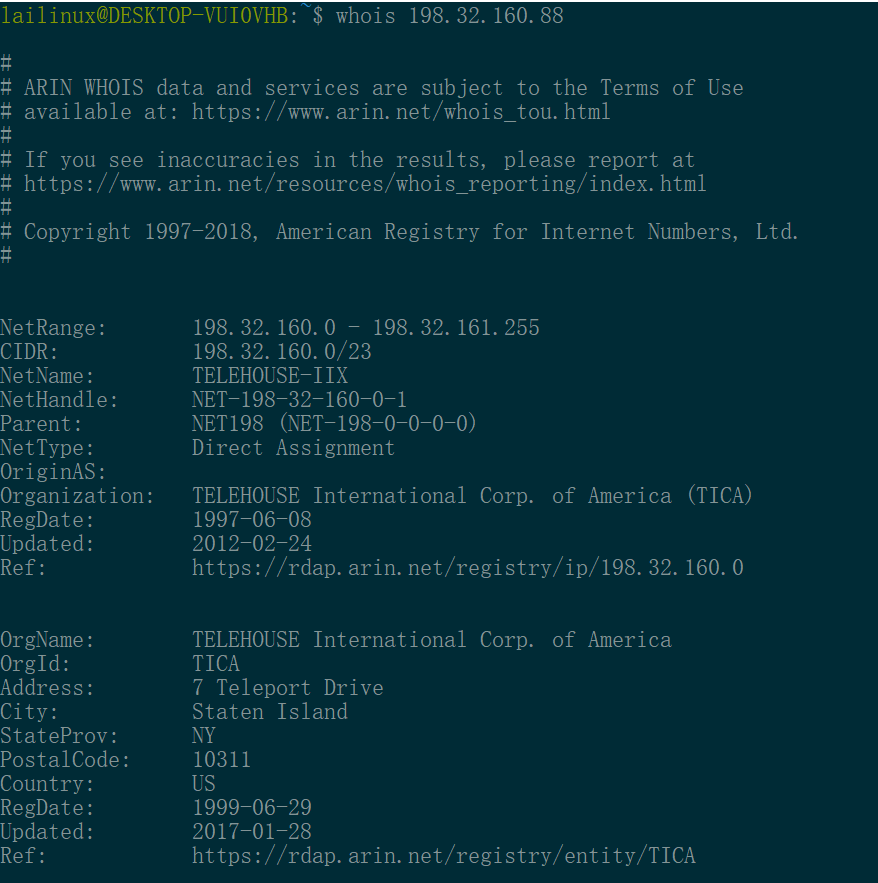 lailinux@DESKTOP-VUI0VHB:~$ whois 198.32.160.88
#
# ARIN WHOIS data and services are subject to the Terms of Use
# available at: https://www.arin.net/whois_tou.html
#
# If you see inaccuracies in the results, please report at
# https://www.arin.net/resources/whois_reporting/index.html
#
# Copyright 1997-2018, American Registry for Internet Numbers, Ltd.
#
NetRange: 198.32.160.0 - 198.32.161.255
CIDR: 198.32.160.0/23
NetName: TELEHOUSE-IIX
NetHandle: NET-198-32-160-0-1
Parent: NET198 (NET-198-0-0-0-0)
NetType: Direct Assignment
OriginAS:
Organization: TELEHOUSE International Corp. of America (TICA)
RegDate: 1997-06-08
Updated: 2012-02-24
Ref: https://rdap.arin.net/registry/ip/198.32.160.0
OrgName: TELEHOUSE International Corp. of America
OrgId: TICA
Address: 7 Teleport Drive
City: Staten Island
StateProv: NY
PostalCode: 10311
Country: US
RegDate: 1999-06-29
Updated: 2017-01-28
Ref: https://rdap.arin.net/registry/entity/TICA